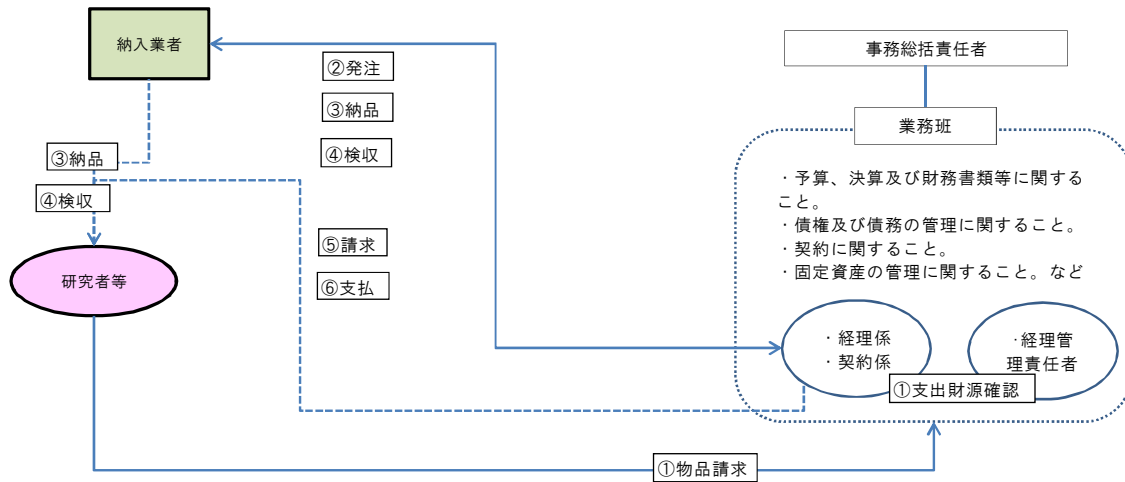 納入業者
事務総括責任者
②発注
③納品
業務班
④検収
③納品
④検収
・予算、決算及び財務書類等に関する
こと。
・債権及び債務の管理に関すること。
・契約に関すること。
・固定資産の管理に関すること。など
⑤請求
⑥支払
研究者等
・経理係
・契約係
・経理管
理責任者
①支出財源確認
①物品請求